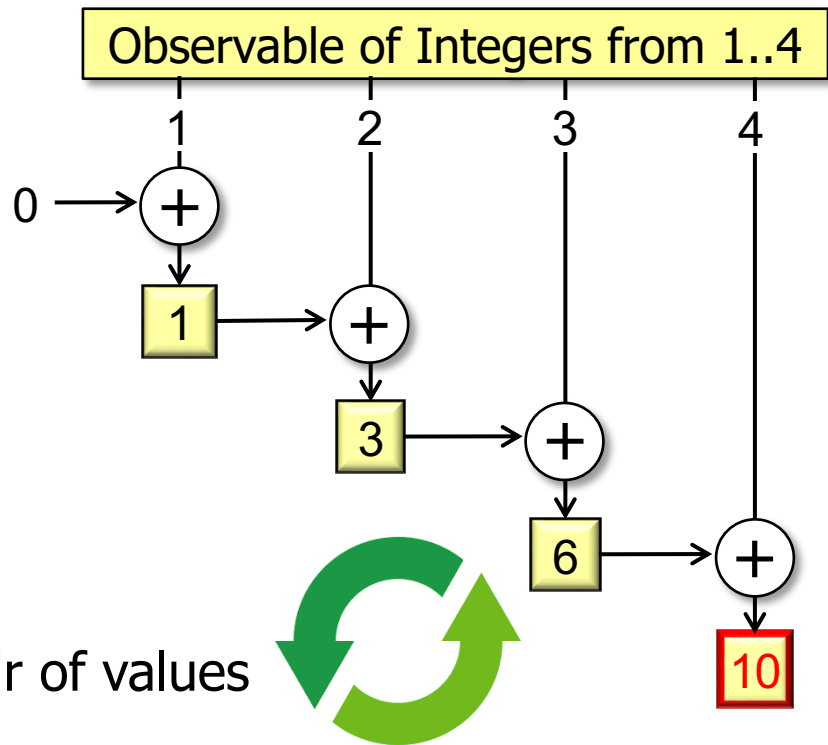 Observable of Integers from 1..4
1 2 3 4
0 +
1 +
3 +
6 +
r of values
10